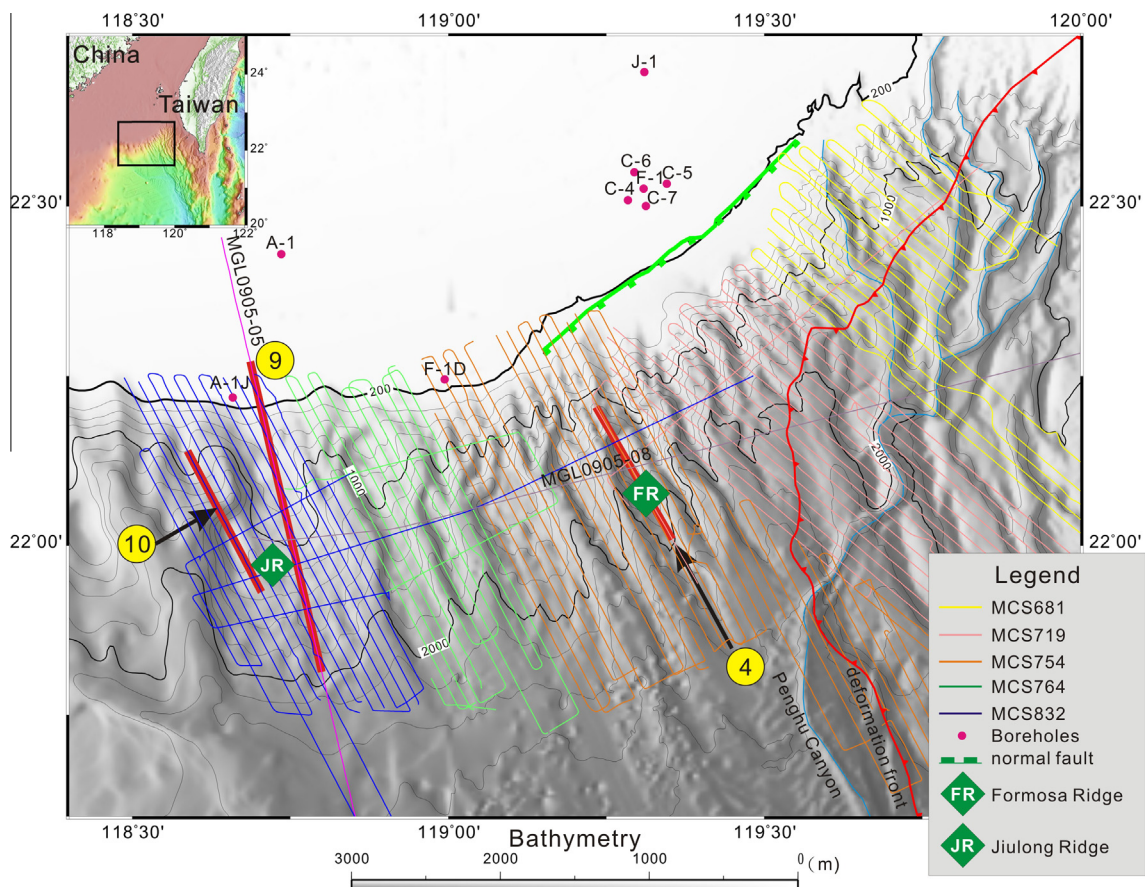 118°30'
119°00'
119°30'
120°00'
China
Taiwan
24°
22°
20°
118°
120°
122°
J-1
200
C-6
F-1
C-5
C-4
C-7
22°30'
22°30'
1000
A-1
MGL0905-05
9
F-1D
A-1J
200
1000
MGL0905-08
2000
FR
22°00'
22°00'
10
JR
2000
4
Penghu Canyon
deformation front
Legend
MCS681
MCS719
MCS754
MCS764
MCS832
Boreholes
normal fault
FR Formosa Ridge
JR Jiulong Ridge
118°30'
119°00'
119°30'
Bathymetry
3000 2000 1000 0 (m)